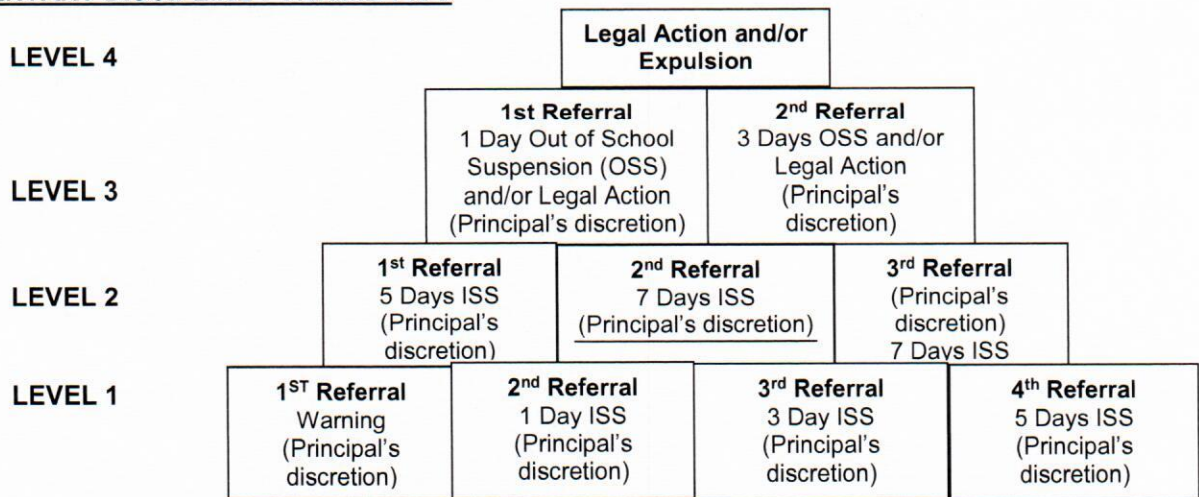 LEVEL 4
Legal Action and/or
Expulsion
LEVEL 3
1st Referral
1 Day Out of School
Suspension (OSS)
and/or Legal Action
(Principal's discretion)
2nd Referral
3 Days OSS and/or
Legal Action
(Principal's
discretion)
LEVEL 2
1st Referral
5 Days ISS
(Principal's
discretion)
2nd Referral
7 Days ISS
(Principal's discretion)
3rd Referral
(Principal's
discretion)
7 Days ISS
LEVEL 1
1ST Referral
Warning
(Principal's
discretion)
2nd Referral
1 Day ISS
(Principal's
discretion)
3rd Referral
3 Day ISS
(Principal's
discretion)
4th Referral
5 Days ISS
(Principal's
discretion)